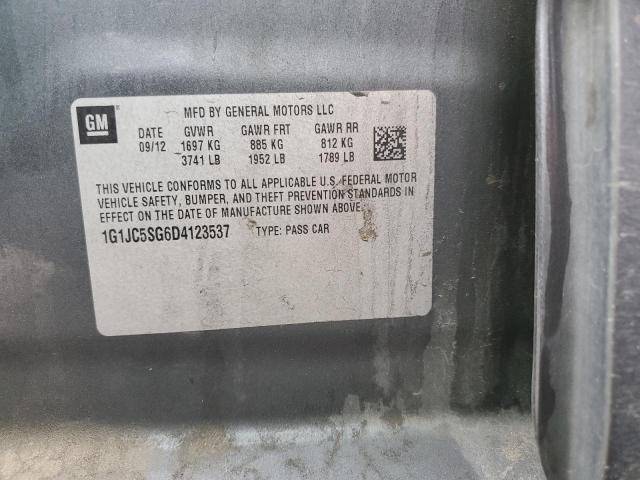 GM
MFD BY GENERAL MOTORS LLC
DATE GVWR GAWR FRT GAWR RR
09/12 1697 KG 885 KG 812 KG
3741 LB 1952 LB 1789 LB
THIS VEHICLE CONFORMS TO ALL APPLICABLE U.S. FEDERAL MOTOR
VEHICLE SAFETY, BUMPER, AND THEFT PREVENTION STANDARDS IN
EFFECT ON THE DATE OF MANUFACTURE SHOWN ABOVE.
1G1JC5SG6D4123537 TYPE: PASS CAR